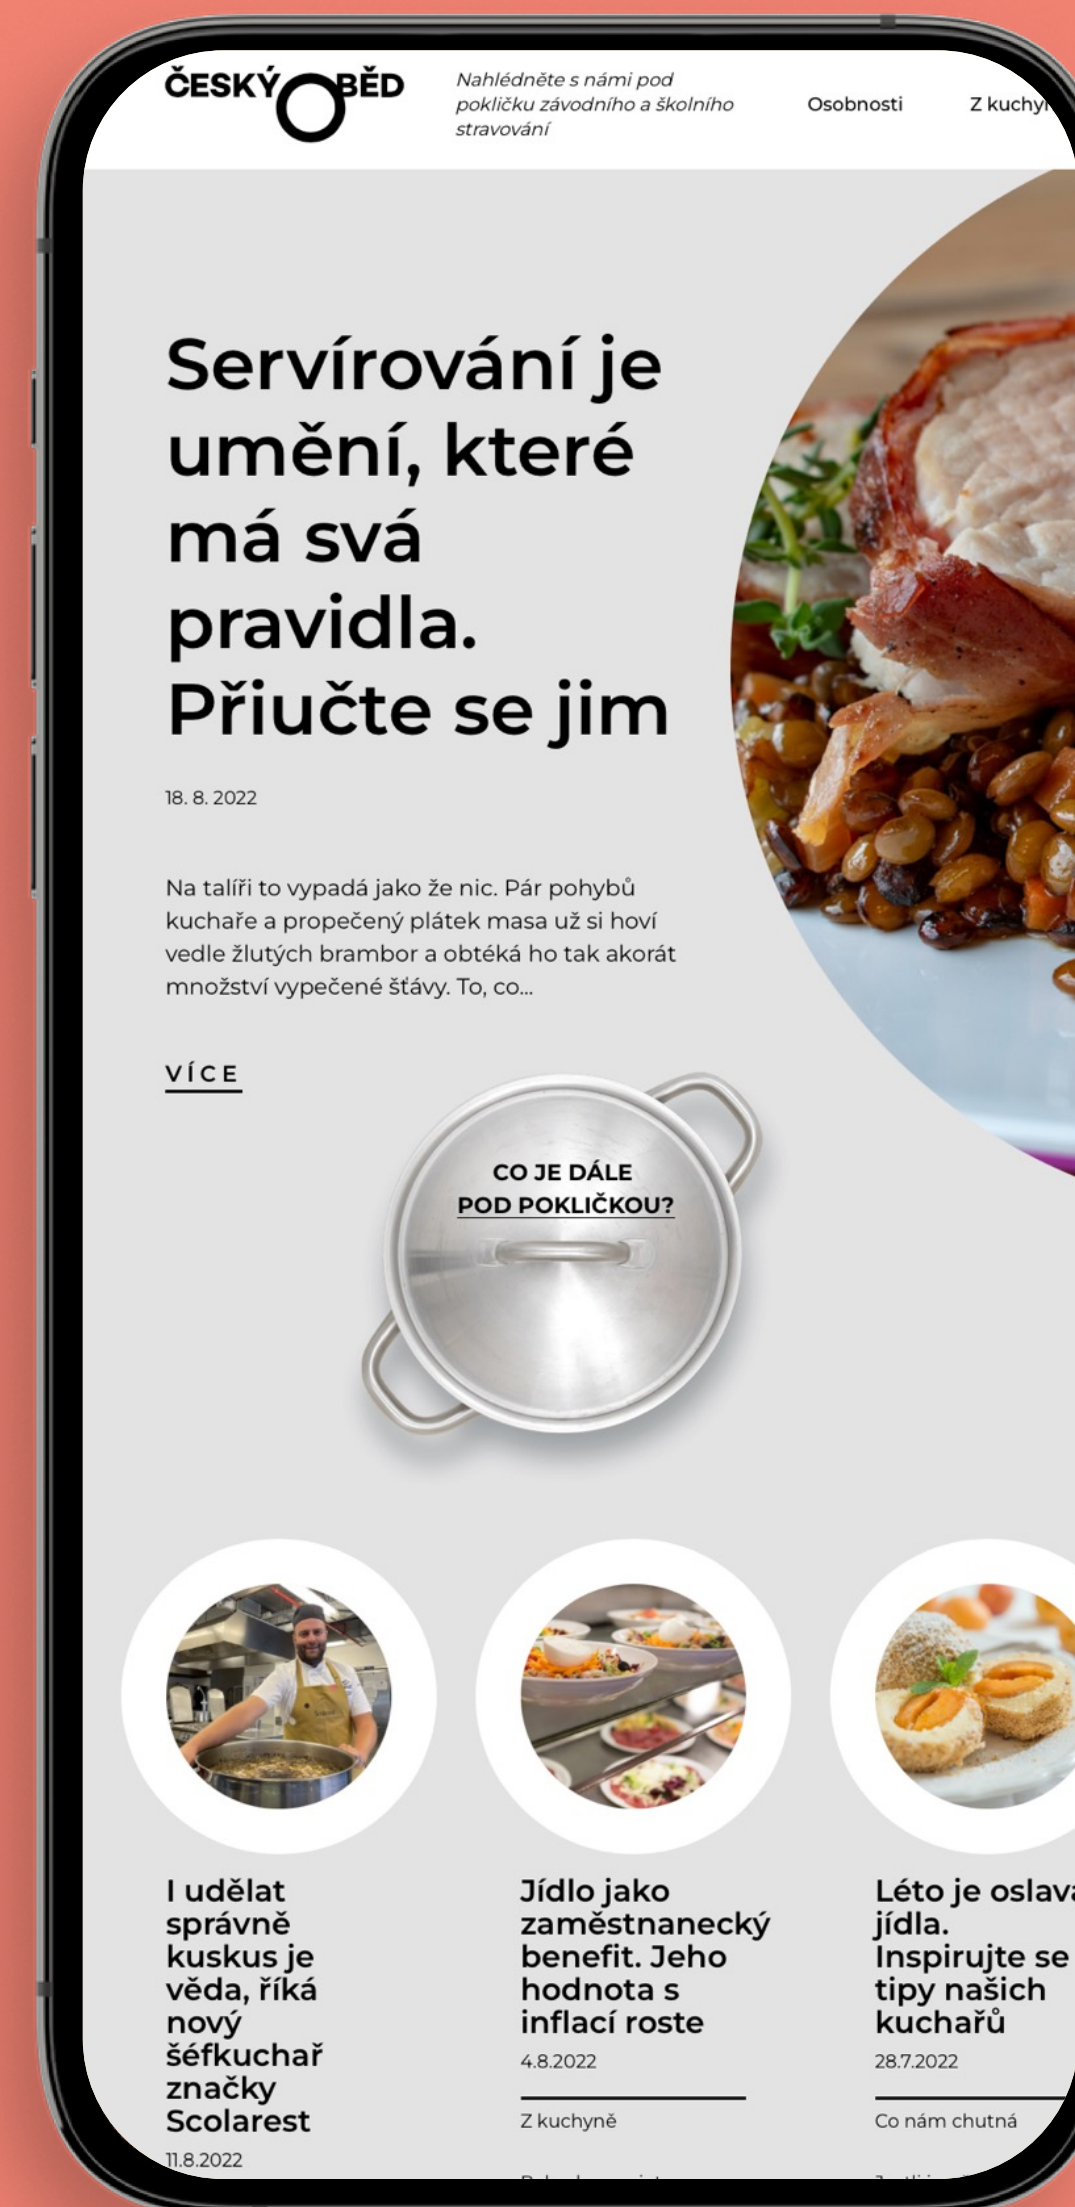 ČESKÝ OBĚD
Nahlédněte s námi pod
pokličku závodního a školního
stravování
Osobnosti
Servírování je
umění, které
má svá
pravidla.
Přiučte se jim
18. 8. 2022
Na talíři to vypadá jako že nic. Pár pohybů
kuchaře a propečený plátek masa už si hoví
vedle žlutých brambor a obtéká ho tak akorát
množství vypečené šťávy. To, co...
VÍCE
CO JE DÁLE
POD POKLIČKOU?
I udělat
správně
kuskus je
věda, říká
nový
šéfkuchař
značky
Scolarest
11.8.2022
Jídlo jako
zaměstnanecký
benefit. Jeho
hodnota s
inflací roste
4.8.2022
Z kuchyně
Léto je oslava
jídla.
Inspirujte se
tipy našich
kuchařů
28.7.2022
Co nám chutná